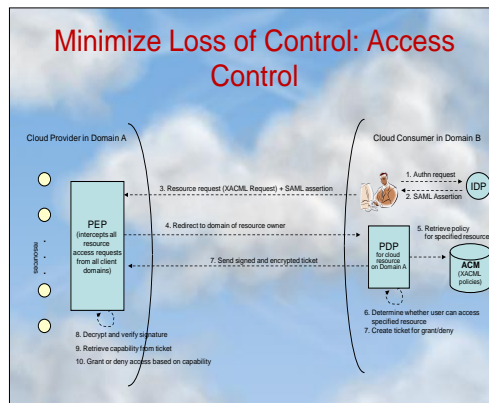 Minimize Loss of Control: Access
Control
Cloud Provider in Domain A
Cloud Consumer in Domain B
1. Authn request
2. SAML Assertion
IDP
3. Resource request (XACML Request) + SAML assertion
PEP
(intercepts all
resource
access requests
from all client
domains)
resources
4. Redirect to domain of resource owner
PDP
for cloud
resource
on Domain A
5. Retrieve policy
for specified resource
ACM
(XACML
policies)
7. Send signed and encrypted ticket
6. Determine whether user can access
specified resource
7. Create ticket for grant/deny
8. Decrypt and verify signature
9. Retrieve capability from ticket
10. Grant or deny access based on capability